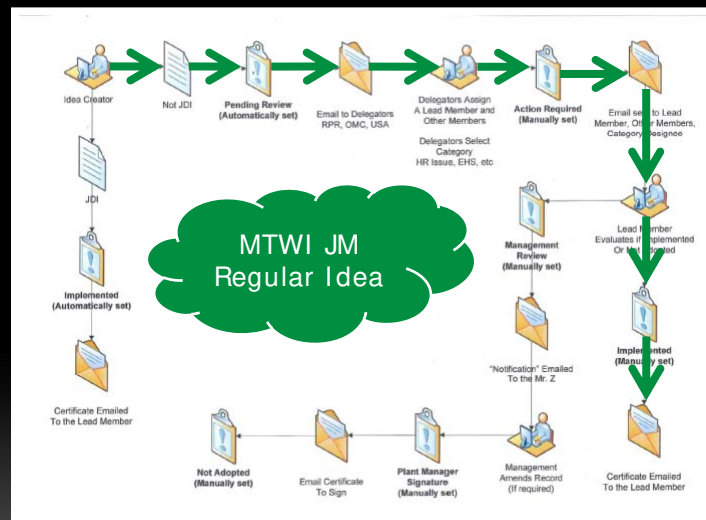 Idea Creator
Not JDI
Pending Review
(Automatically set)
Email to Delegators
RPR, OMC, USA
Delegators Assign
A Lead Member and
Other Members
Delegators Select
Category
HR Issue, EHS, etc
Action Required
(Manually set)
Email sent to Lead
Member, Other Members,
Category Designee
JDI
MTWI JM
Regular Idea
Management
Review
(Manually set)
Lead Member
Evaluates if Implemented
Or Not Adopted
Implemented
(Automatically set)
"Notification" Emailed
To the Mr. Z
Implemented
(Manually set)
Certificate Emailed
To the Lead Member
Not Adopted
(Manually set)
Email Certificate
To Sign
Plant Manager
Signature
(Manually set)
Management
Amends Record
(If required)
Certificate Emailed
To the Lead Member